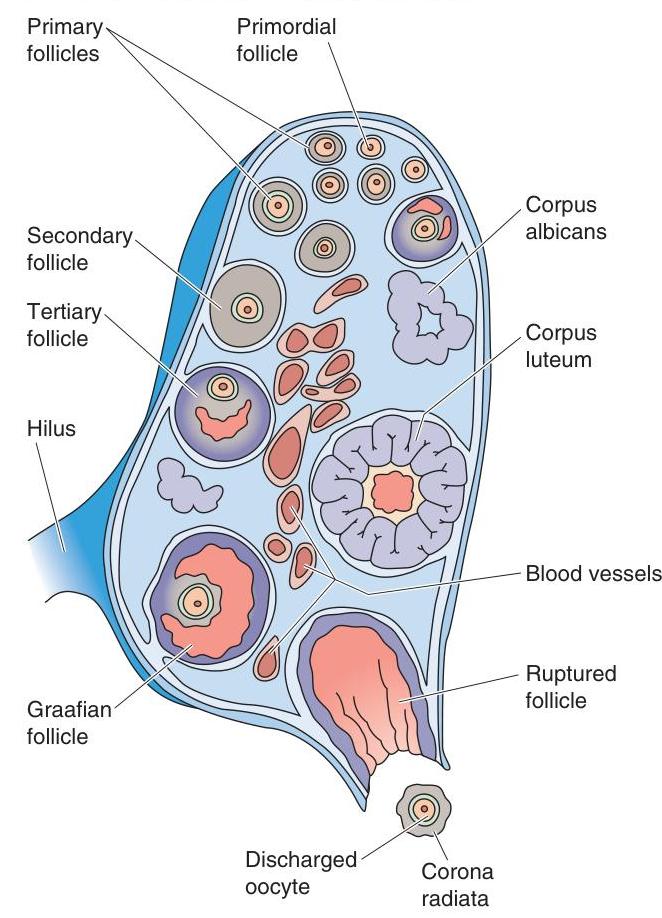 Primary
follicles
Primordial
follicle
Corpus
albicans
Secondary
follicle
Tertiary
follicle
Corpus
luteum
Hilus
Blood vessels
Ruptured
follicle
Graafian
follicle
Discharged
oocyte
Corona
radiata